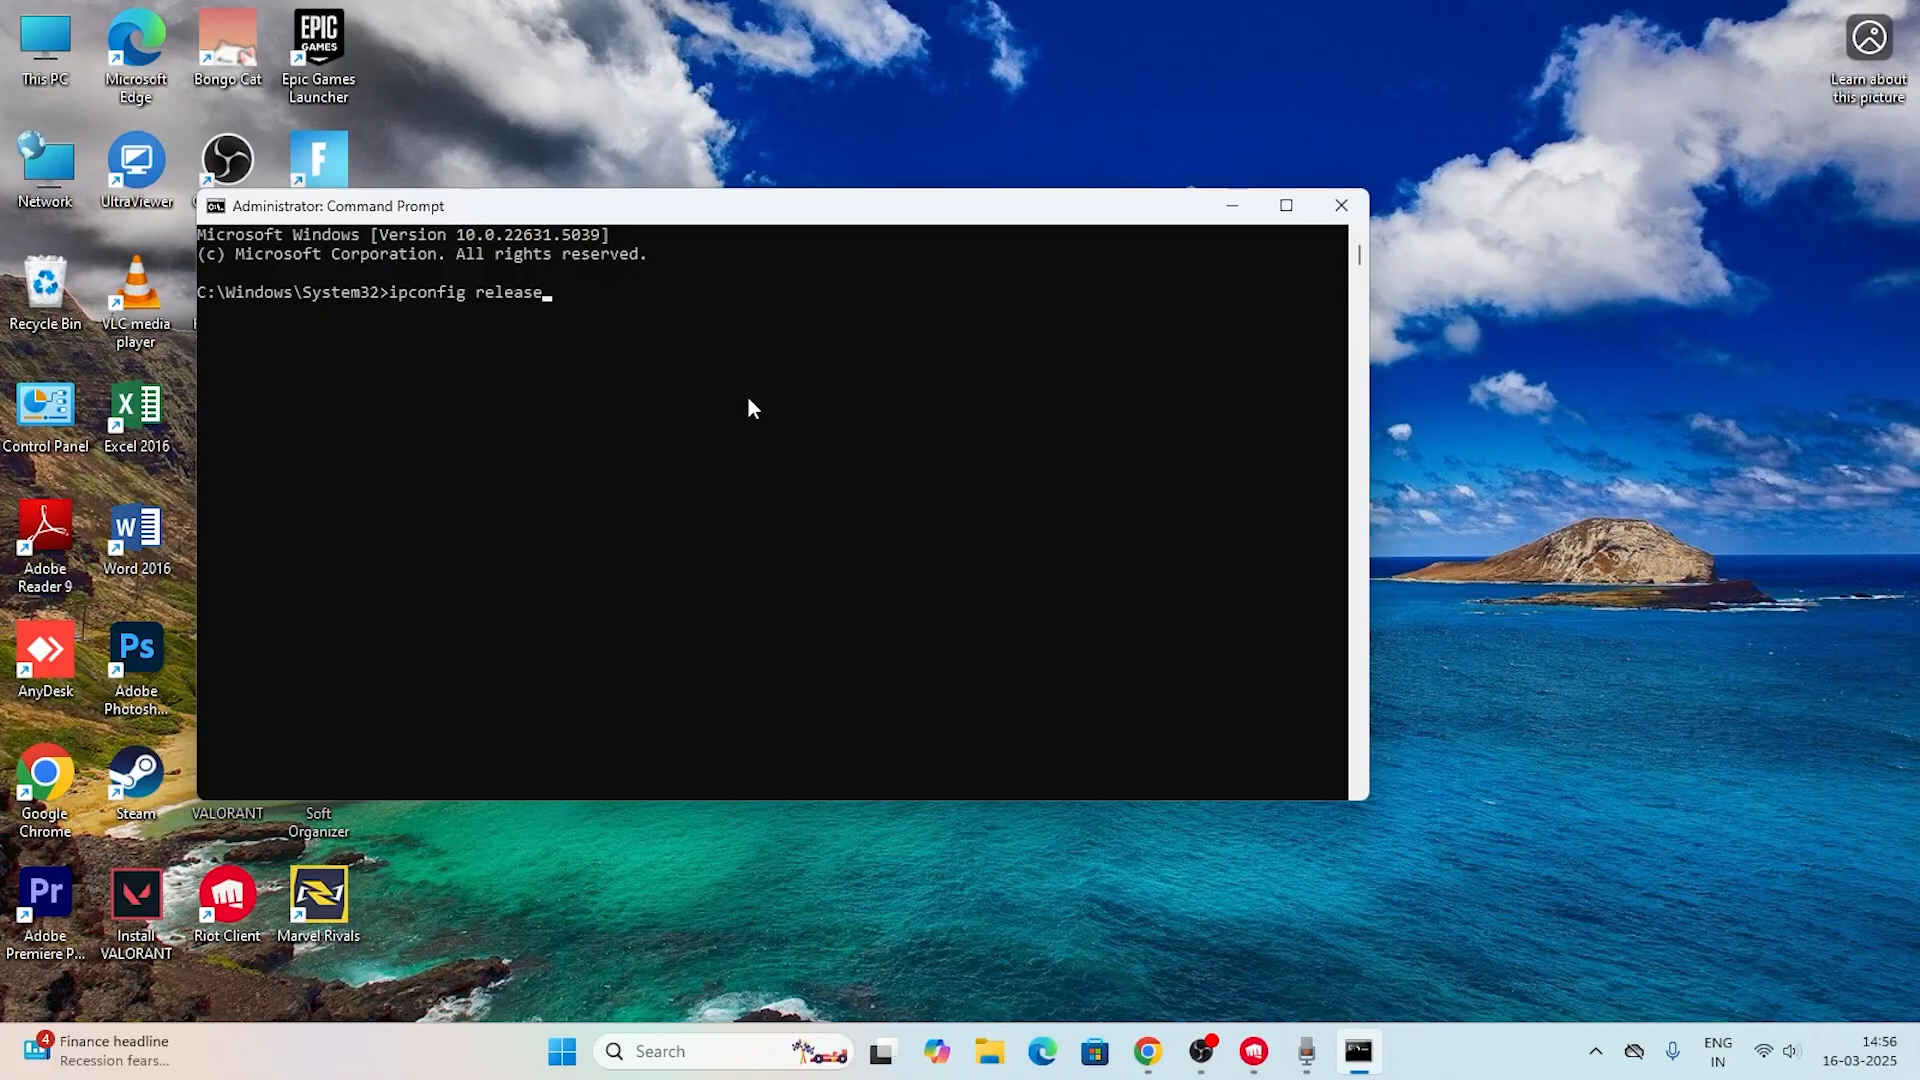 This PC
Microsoft
Edge
Bongo Cat
EPIC
GAMES
Epic Games
Launcher
Learn about
this picture
Network
UltraViewer
F
Administrator: Command Prompt
Microsoft Windows [Version 10.0.22631.5039]
(c) Microsoft Corporation. All rights reserved.
C:\Windows\System32>ipconfig release
Recycle Bin
VLC media
player
Control Panel
X
Excel 2016
Adobe
Reader 9
W
Word 2016
AnyDesk
Ps
Adobe
Photosh...
Google
Chrome
Steam
VALORANT
Soft
Organizer
Pr
Adobe
Premiere P...
Install
VALORANT
Riot Client
Marvel Rivals
4
Finance headline
Recession fears...
Search
ENG
IN
14:56
16-03-2025